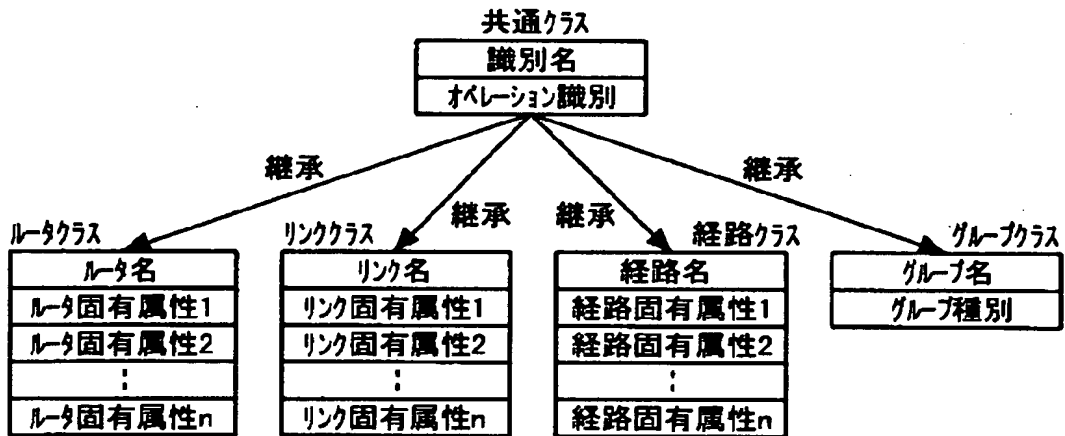 共通クラス
識別名
オペレーション識別
継承
継承
継承
継承
ルータクラス
ルータ名
ルータ固有属性1
ルータ固有属性2
⋮
ルータ固有属性n
リンククラス
リンク名
リンク固有属性1
リンク固有属性2
⋮
リンク固有属性n
経路クラス
経路名
経路固有属性1
経路固有属性2
⋮
経路固有属性n
グループクラス
グループ名
グループ種別